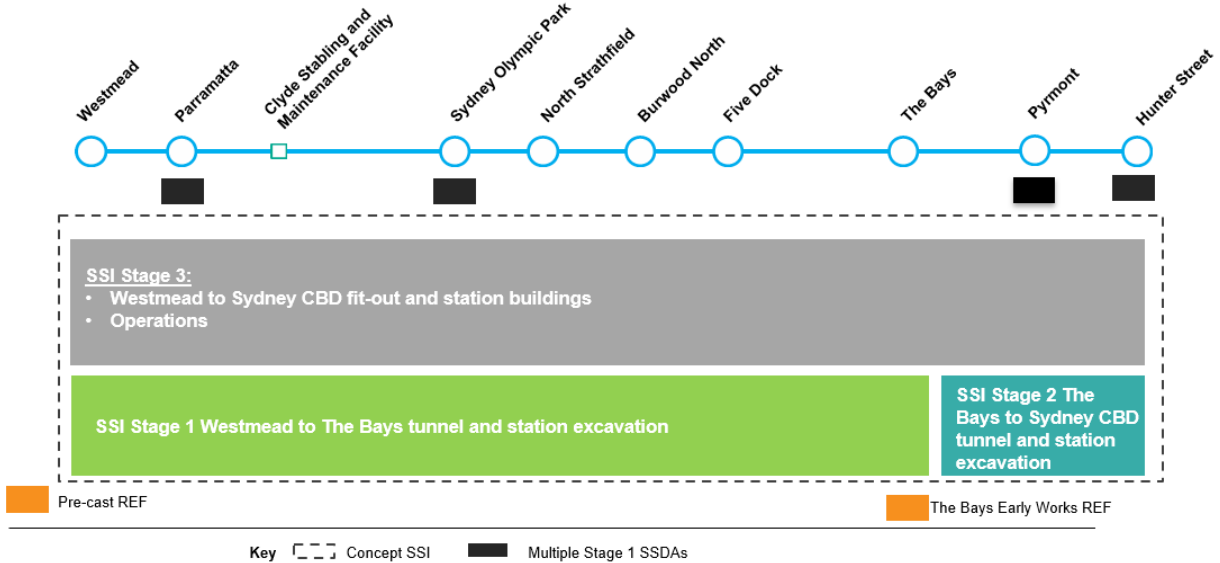 Westmead
Parramatta
Clyde Stabling and
Maintenance Facility
Sydney Olympic Park
North Strathfield
Burwood North
Five Dock
The Bays
Pyrmont
Hunter Street
SSI Stage 3:
• Westmead to Sydney CBD fit-out and station buildings
• Operations
SSI Stage 1 Westmead to The Bays tunnel and station excavation
SSI Stage 2 The
Bays to Sydney CBD
tunnel and station
excavation
Pre-cast REF
The Bays Early Works REF
Key
Concept SSI
Multiple Stage 1 SSDAs